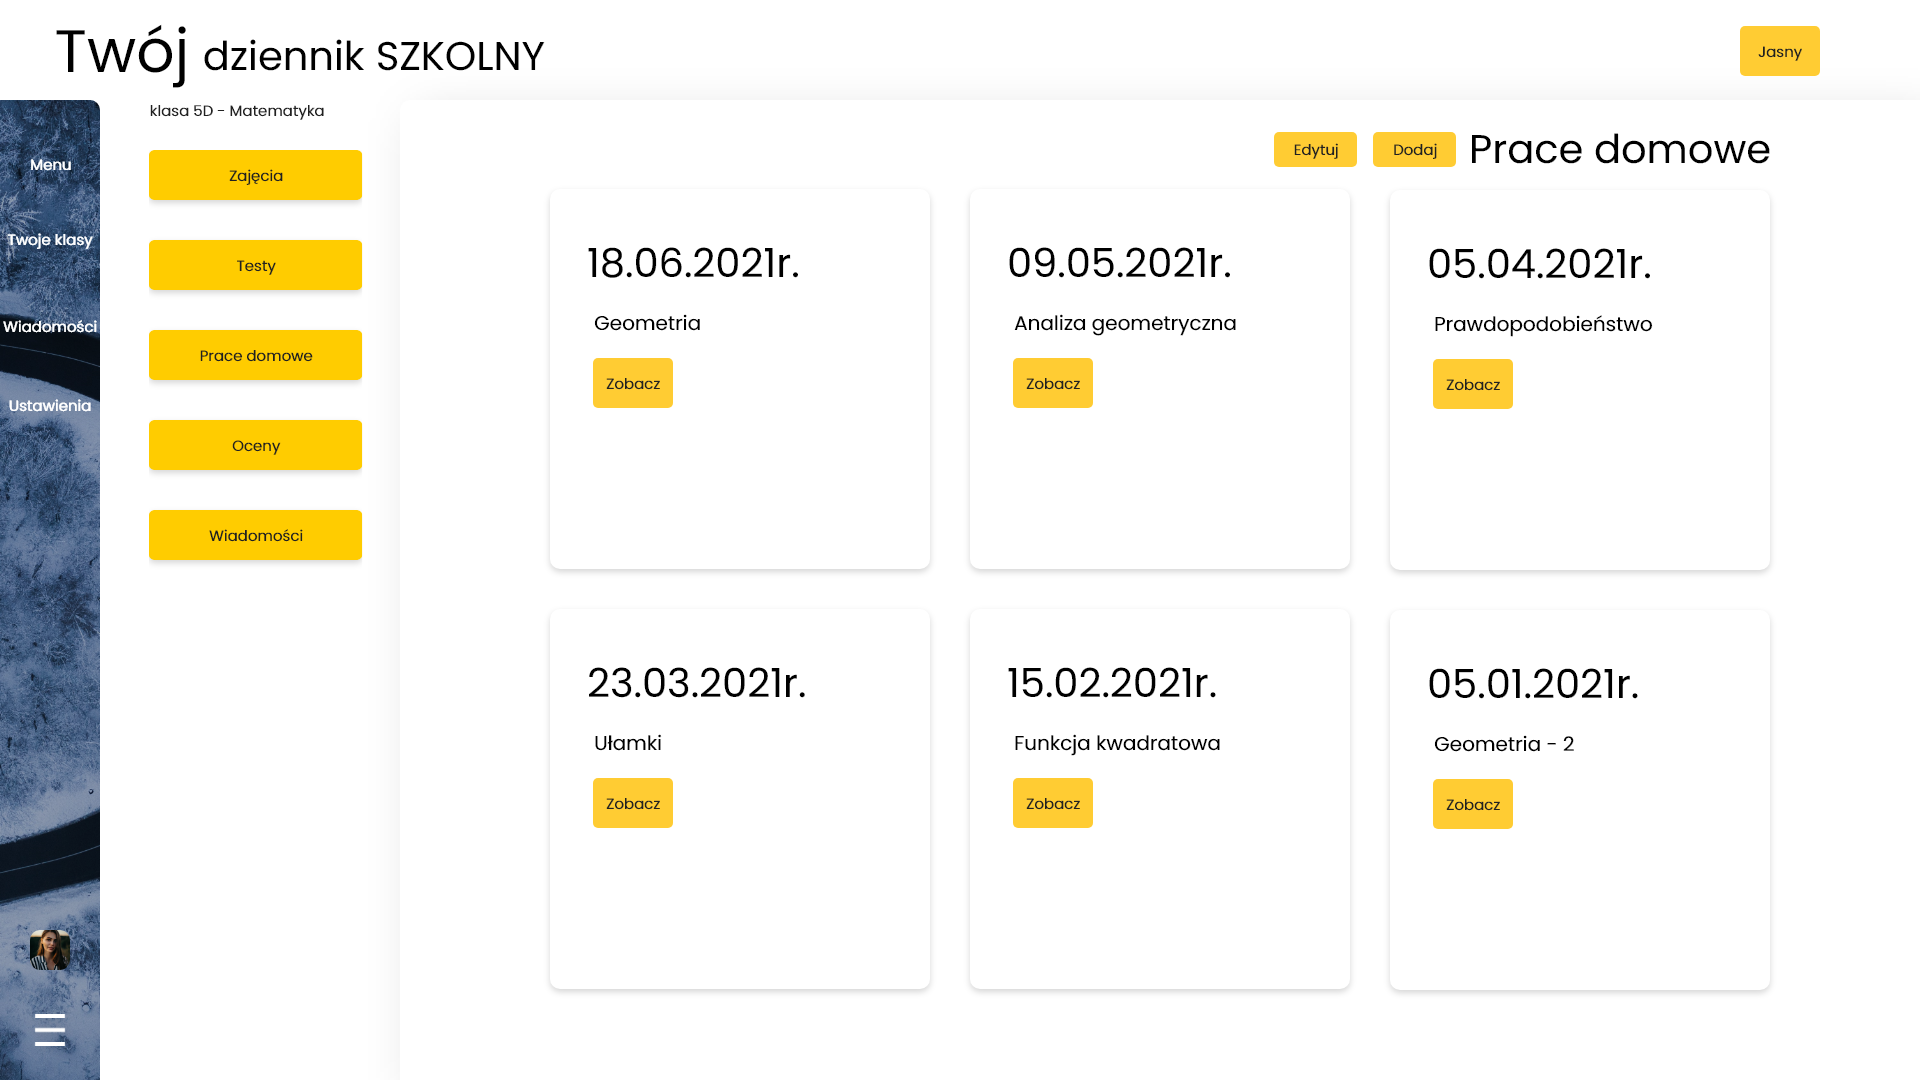 Twój dziennik SZKOLNY
Jasny
Menu
Twoje klasy
Wiadomości
Ustawienia
klasa 5D - Matematyka
Zajęcia
Testy
Prace domowe
Oceny
Wiadomości
Edytuj
Dodaj
Prace domowe
18.06.2021r.
Geometria
Zobacz
09.05.2021r.
Analiza geometryczna
Zobacz
05.04.2021r.
Prawdopodobieństwo
Zobacz
23.03.2021r.
Ułamki
Zobacz
15.02.2021r.
Funkcja kwadratowa
Zobacz
05.01.2021r.
Geometria - 2
Zobacz